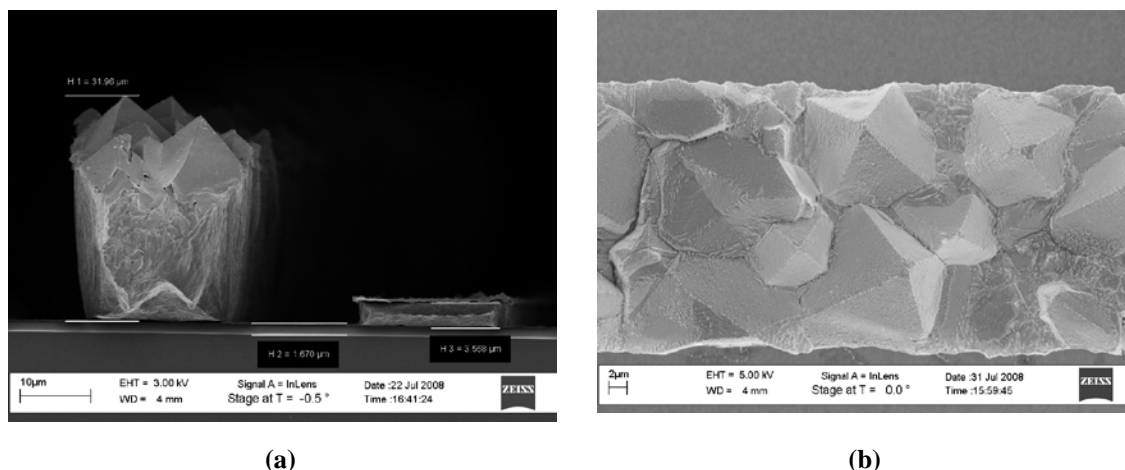 H 1 = 31.96 µm
H 2 = 1.670 µm
H 3 = 3.568 µm
10µm
EHT = 3.00 kV
WD = 4 mm
Signal A = InLens
Stage at T = -0.5 °
Date :22 Jul 2008
Time :16:41:24
ZEISS
2µm
EHT = 5.00 kV
WD = 4 mm
Signal A = InLens
Stage at T = 0.0 °
Date :31 Jul 2008
Time :15:59:45
ZEISS
(a)
(b)